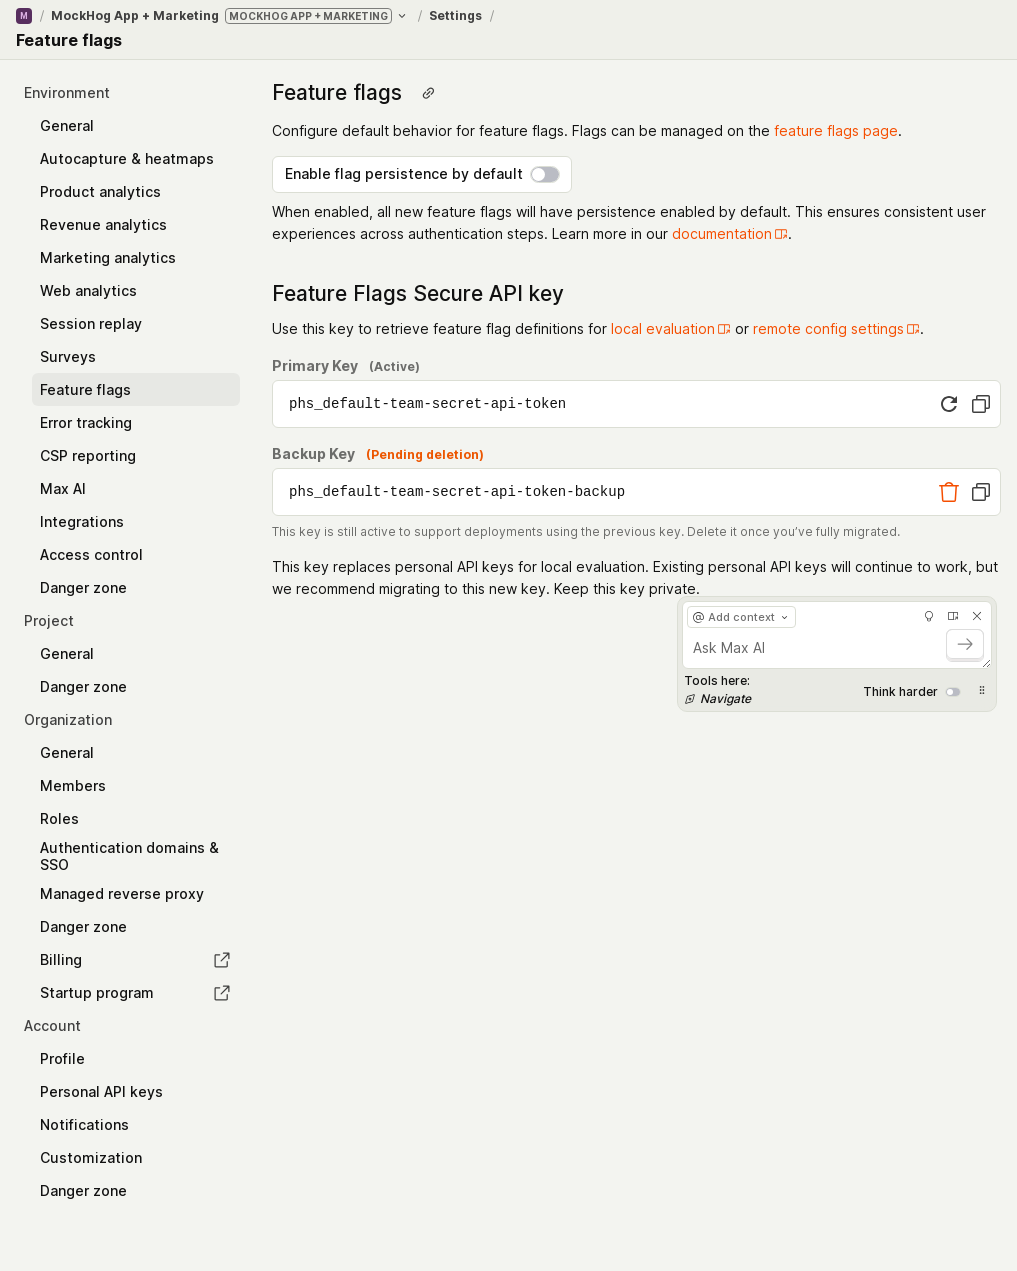 M / MockHog App + Marketing MOCKHOG APP + MARKETING / Settings /
Feature flags
Environment
General
Autocapture & heatmaps
Product analytics
Revenue analytics
Marketing analytics
Web analytics
Session replay
Surveys
Feature flags
Error tracking
CSP reporting
Max AI
Integrations
Access control
Danger zone
Project
General
Danger zone
Organization
General
Members
Roles
Authentication domains &
SSO
Managed reverse proxy
Danger zone
Billing
Startup program
Account
Profile
Personal API keys
Notifications
Customization
Danger zone
Feature flags
Configure default behavior for feature flags. Flags can be managed on the feature flags page.
Enable flag persistence by default
When enabled, all new feature flags will have persistence enabled by default. This ensures consistent user
experiences across authentication steps. Learn more in our documentation.
Feature Flags Secure API key
Use this key to retrieve feature flag definitions for local evaluation or remote config settings.
Primary Key (Active)
phs_default-team-secret-api-token
Backup Key (Pending deletion)
phs_default-team-secret-api-token-backup
This key is still active to support deployments using the previous key. Delete it once you’ve fully migrated.
This key replaces personal API keys for local evaluation. Existing personal API keys will continue to work, but
we recommend migrating to this new key. Keep this key private.
@ Add context
Ask Max AI
Tools here:
Navigate
Think harder